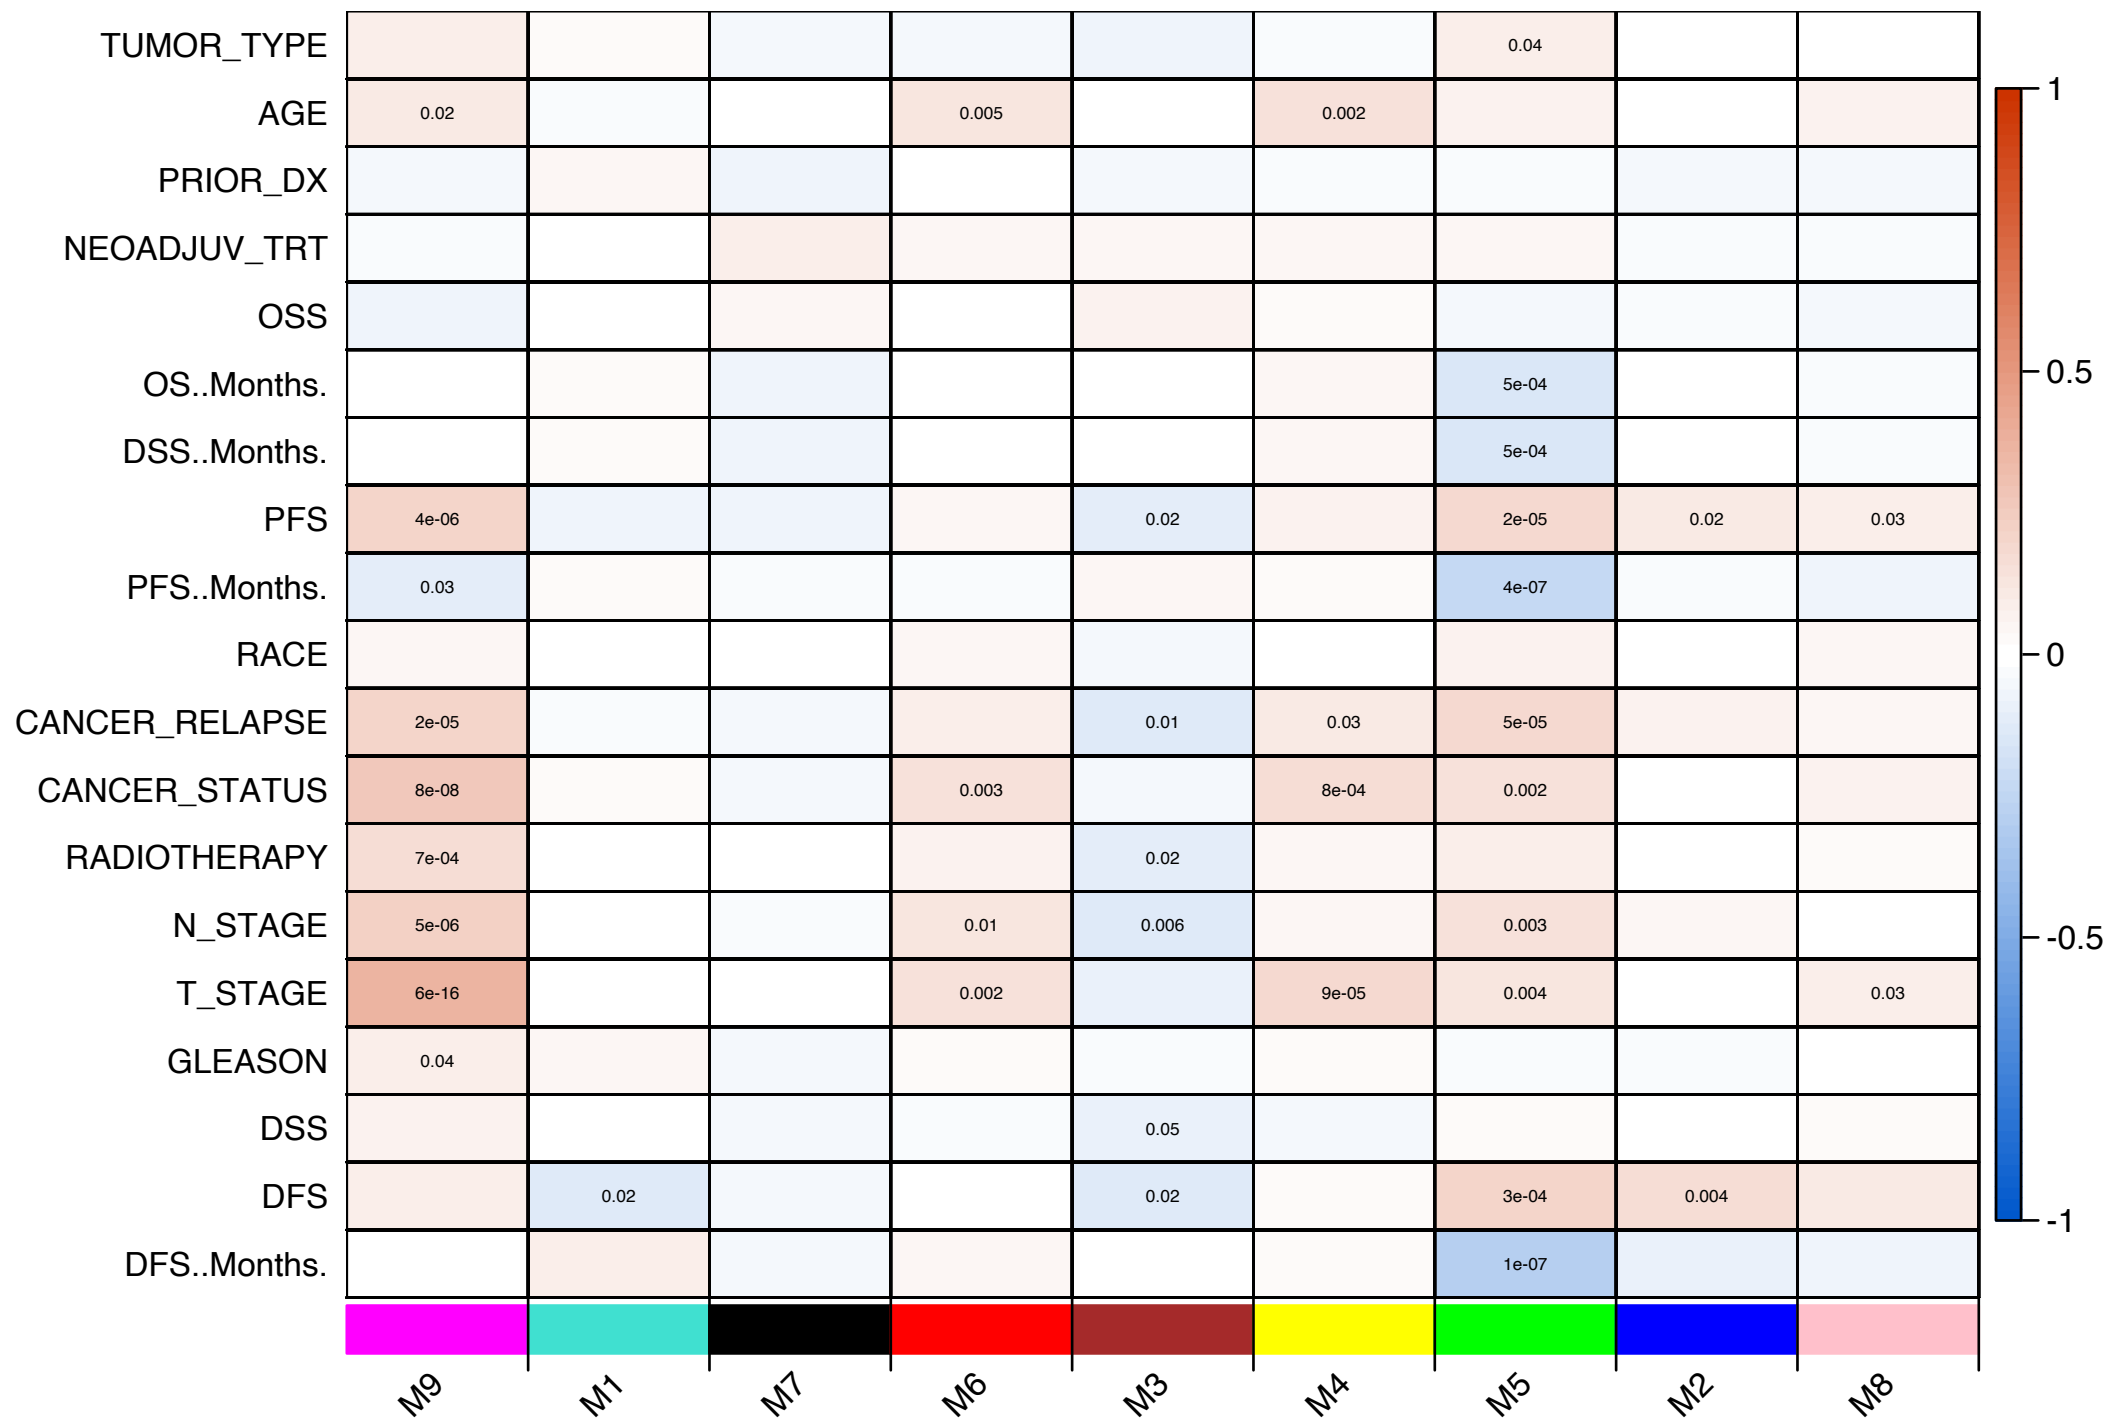 TUMOR_TYPE 0.04
AGE 0.02 0.005 0.002
PRIOR_DX
NEOADJUV_TRT
OSS
OS..Months. 5e-04
DSS..Months. 5e-04
PFS 4e-06 0.02 2e-05 0.02 0.03
PFS..Months. 0.03 4e-07
RACE
CANCER_RELAPSE 2e-05 0.01 0.03 5e-05
CANCER_STATUS 8e-08 0.003 8e-04 0.002
RADIOTHERAPY 7e-04 0.02
N_STAGE 5e-06 0.01 0.006 0.003
T_STAGE 6e-16 0.002 9e-05 0.004 0.03
GLEASON 0.04
DSS 0.05
DFS 0.02 0.02 3e-04 0.004
DFS..Months. 1e-07
M9 M1 M7 M6 M3 M4 M5 M2 M8
1
0.5
0
-0.5
-1